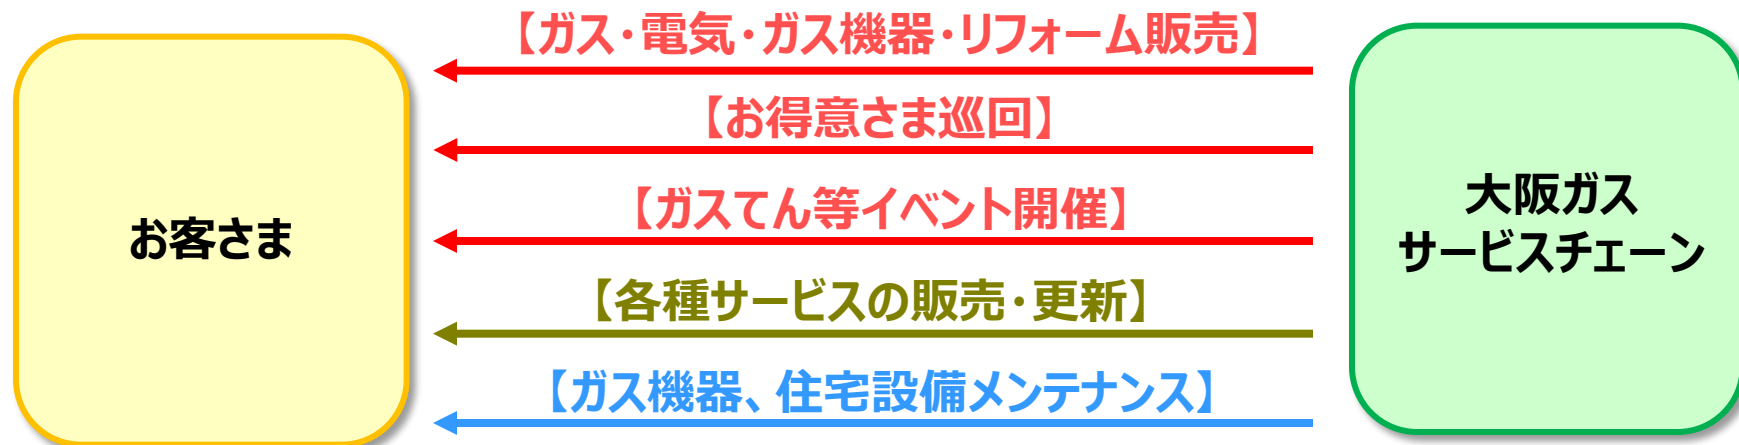 【ガス・電気・ガス機器・リフォーム販売】
【お得意さま巡回】
【ガスてん等イベント開催】
【各種サービスの販売・更新】
【ガス機器、住宅設備メンテナンス】
お客さま
大阪ガス
サービスチェーン